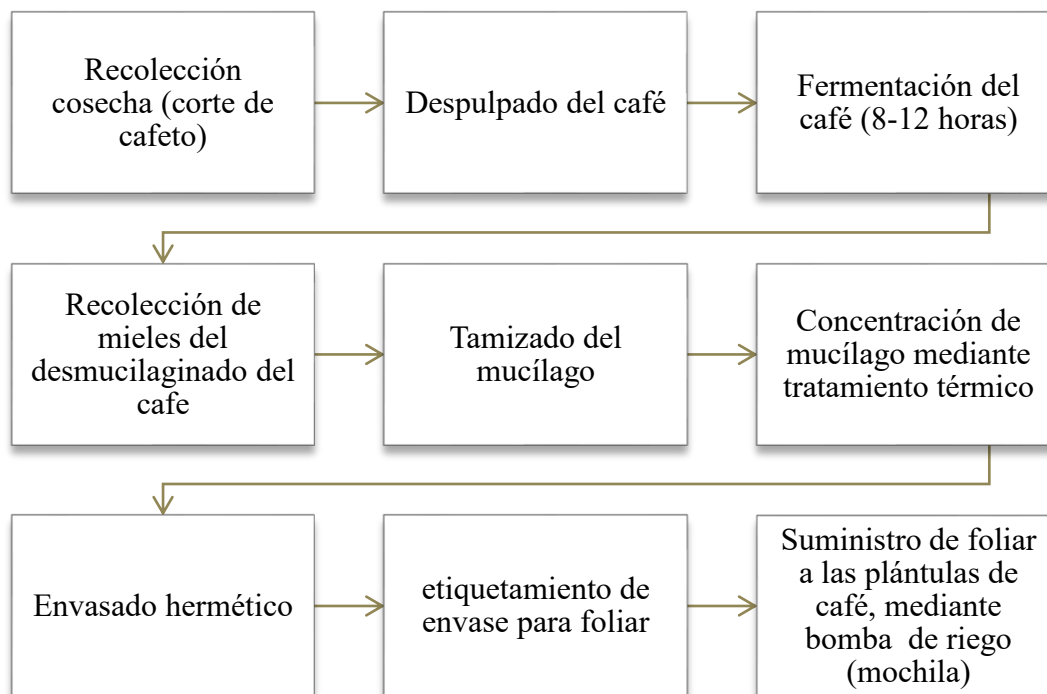 Recolección
cosecha (corte de
cafeto)
Despulpado del café
Fermentación del
café (8-12 horas)
Recolección de
mieles del
desmucilaginado del
cafe
Tamizado del
mucílago
Concentración de
mucílago mediante
tratamiento térmico
Envasado hermético
etiquetamiento de
envase para foliar
Suministro de foliar
a las plántulas de
café, mediante
bomba de riego
(mochila)